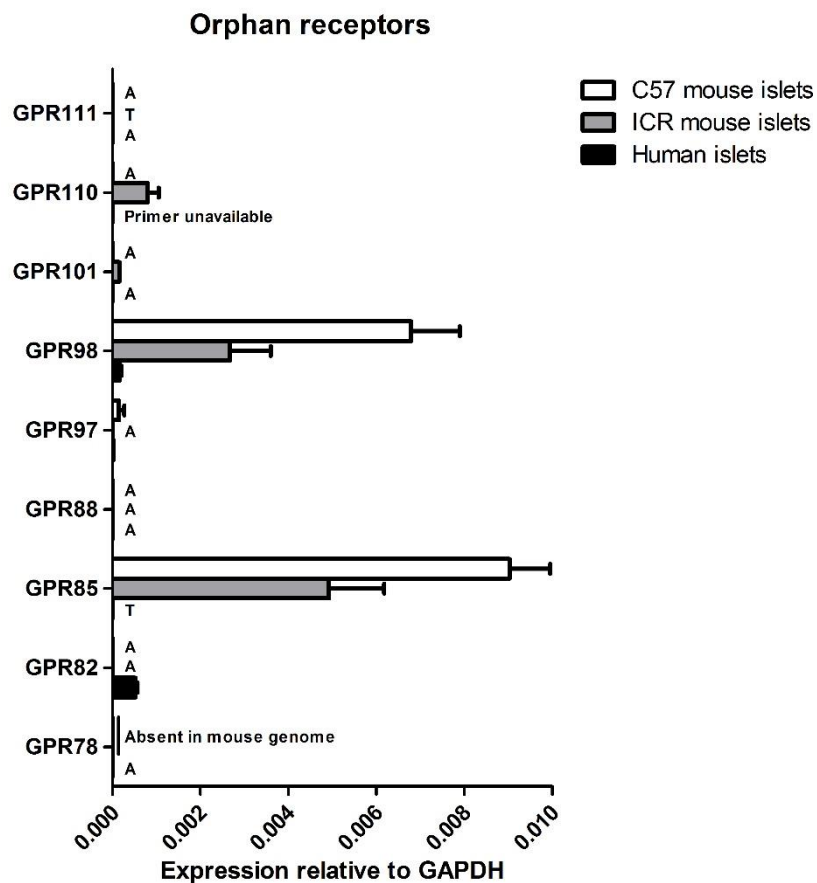 Orphan receptors
C57 mouse islets
ICR mouse islets
Human islets
GPR111
A
T
A
GPR110
A
Primer unavailable
GPR101
A
A
GPR98
GPR97
A
GPR88
A
A
A
GPR85
T
GPR82
A
A
GPR78
Absent in mouse genome
A
0.000
0.002
0.004
0.006
0.008
0.010
Expression relative to GAPDH